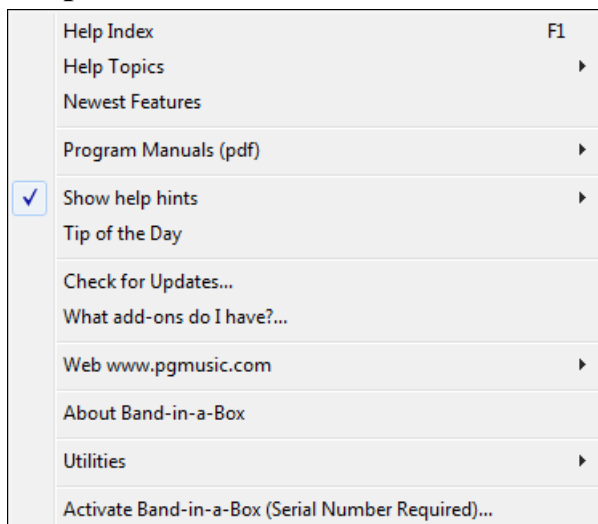 Help Index F1
Help Topics
Newest Features
Program Manuals (pdf)
Show help hints
Tip of the Day
Check for Updates...
What add-ons do I have?...
Web www.pgmusic.com
About Band-in-a-Box
Utilities
Activate Band-in-a-Box (Serial Number Required)...